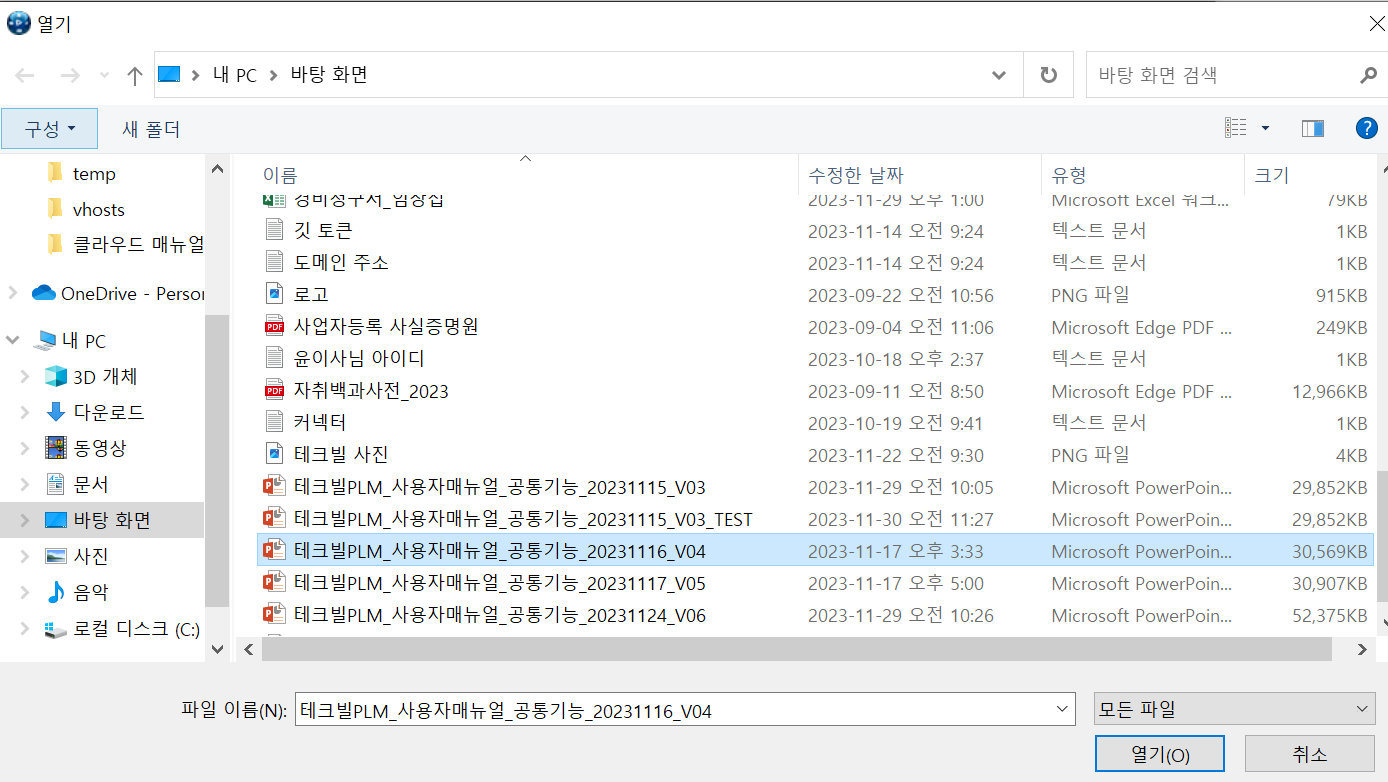 열기
내 PC > 바탕 화면
바탕 화면 검색
구성
새 폴더
temp
vhosts
클라우드 매뉴얼
OneDrive - Person
내 PC
3D 개체
다운로드
동영상
문서
바탕 화면
사진
음악
로컬 디스크 (C:)
이름 수정한 날짜 유형 크기
경비청구서_임창섭 2023-11-29 오후 1:00 Microsoft Excel 워크... 79KB
깃 토큰 2023-11-14 오전 9:24 텍스트 문서 1KB
도메인 주소 2023-11-14 오전 9:24 텍스트 문서 1KB
로고 2023-09-22 오전 10:56 PNG 파일 915KB
PDF 사업자등록 사실증명원 2023-09-04 오전 11:06 Microsoft Edge PDF ... 249KB
윤이사님 아이디 2023-10-18 오후 2:37 텍스트 문서 1KB
PDF 자취백과사전_2023 2023-09-11 오전 8:50 Microsoft Edge PDF ... 12,966KB
커넥터 2023-10-19 오전 9:41 텍스트 문서 1KB
테크빌 사진 2023-11-22 오전 9:30 PNG 파일 4KB
테크빌PLM_사용자매뉴얼_공통기능_20231115_V03 2023-11-29 오전 10:05 Microsoft PowerPoin... 29,852KB
테크빌PLM_사용자매뉴얼_공통기능_20231115_V03_TEST 2023-11-30 오전 11:27 Microsoft PowerPoin... 29,852KB
테크빌PLM_사용자매뉴얼_공통기능_20231116_V04 2023-11-17 오후 3:33 Microsoft PowerPoin... 30,569KB
테크빌PLM_사용자매뉴얼_공통기능_20231117_V05 2023-11-17 오후 5:00 Microsoft PowerPoin... 30,907KB
테크빌PLM_사용자매뉴얼_공통기능_20231124_V06 2023-11-29 오전 10:26 Microsoft PowerPoin... 52,375KB
파일 이름(N): 테크빌PLM_사용자매뉴얼_공통기능_20231116_V04
모든 파일
열기(O) 취소